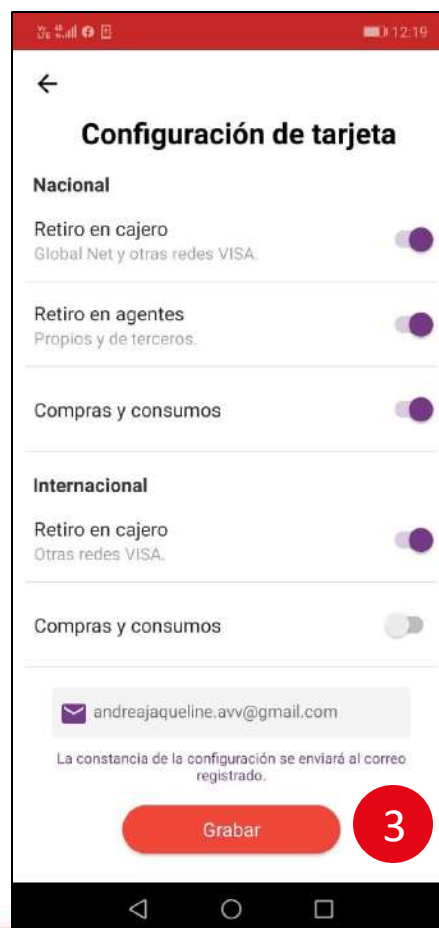 12:19
Configuración de tarjeta
Nacional
Retiro en cajero
Global Net y otras redes VISA.
Retiro en agentes
Propios y de terceros.
Compras y consumos
Internacional
Retiro en cajero
Otras redes VISA.
Compras y consumos
andreajaqueline.avv@gmail.com
La constancia de la configuración se enviará al correo
registrado.
Grabar
3